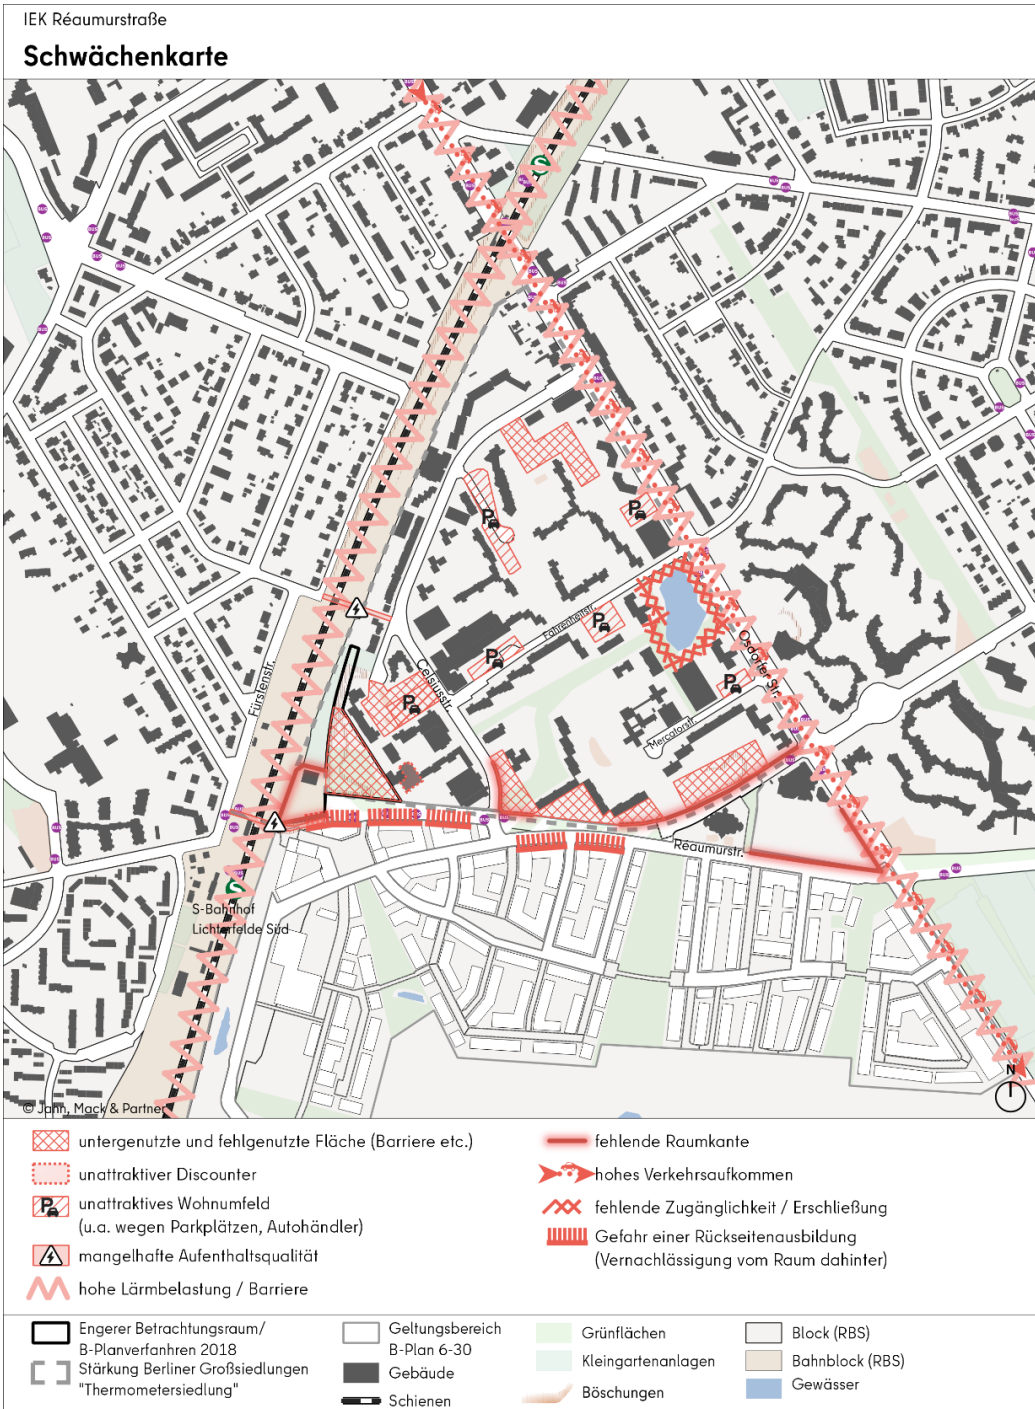 IEK Réaumurstraße
Schwächenkarte
P
P
Fahrenheitstr.
P
P
P
P
Celsiusstr.
Osdorfer Str.
Fürstenstr.
Mercatorstr.
Réaumurstr.
S
S-Bahnhof
Lichterfelde Süd
N
© Jahn, Mack & Partner
untergenutzte und fehlgenutzte Fläche (Barriere etc.)
unattraktiver Discounter
P
unattraktives Wohnumfeld
(u.a. wegen Parkplätzen, Autohändler)
mangelhafte Aufenthaltsqualität
hohe Lärmbelastung / Barriere
fehlende Raumkante
hohes Verkehrsaufkommen
fehlende Zugänglichkeit / Erschließung
Gefahr einer Rückseitenausbildung
(Vernachlässigung vom Raum dahinter)
Engerer Betrachtungsraum/
B-Planverfahren 2018
Stärkung Berliner Großsiedlungen
"Thermometersiedlung"
Geltungsbereich
B-Plan 6-30
Gebäude
Schienen
Grünflächen
Kleingartenanlagen
Böschungen
Block (RBS)
Bahnblock (RBS)
Gewässer